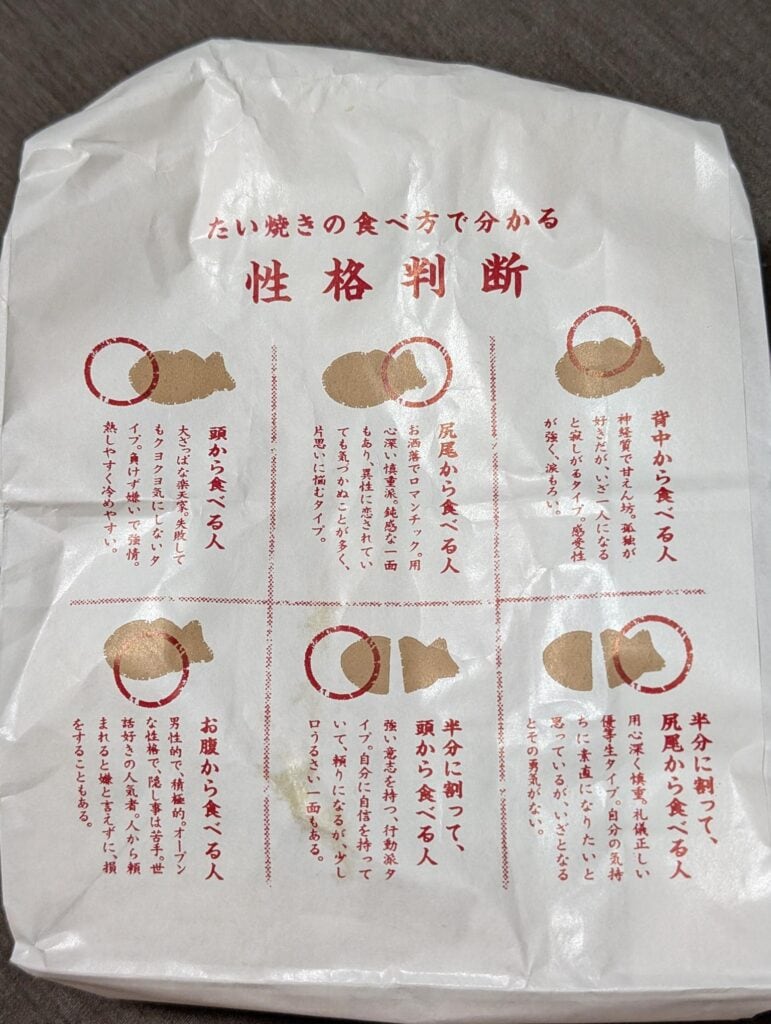 たい焼きの食べ方で分かる
性格判断
頭から食べる人
大ざっぱな楽天家。失敗して
もクヨクヨ気にしないタ
イプ。負けず嫌いで強情。
熱しやすく冷めやすい。
尻尾から食べる人
お洒落でロマンチック。用
心深い慎重派。鈍感な一面
もあり、異性に恋されてい
ても気づかぬことが多く、
片思いに悩むタイプ。
背中から食べる人
神経質で甘えん坊。孤独が
好きだが、いざ一人になる
と寂しがるタイプ。感受性
が強く、涙もろい。
お腹から食べる人
男性的で、積極的。オープン
な性格で、隠し事は苦手。世
話好きの人気者。人から頼
まれると嫌と言えずに、損
をすることもある。
半分に割って、
頭から食べる人
強い意志を持つ、行動派タ
イプ。自分に自信を持って
いて、頼りになるが、少し
口うるさい一面もある。
半分に割って、
尻尾から食べる人
用心深く慎重。礼儀正しい
優等生タイプ。自分の気持
ちに素直になりたいと
思っているが、いざとなる
とその勇気がない。